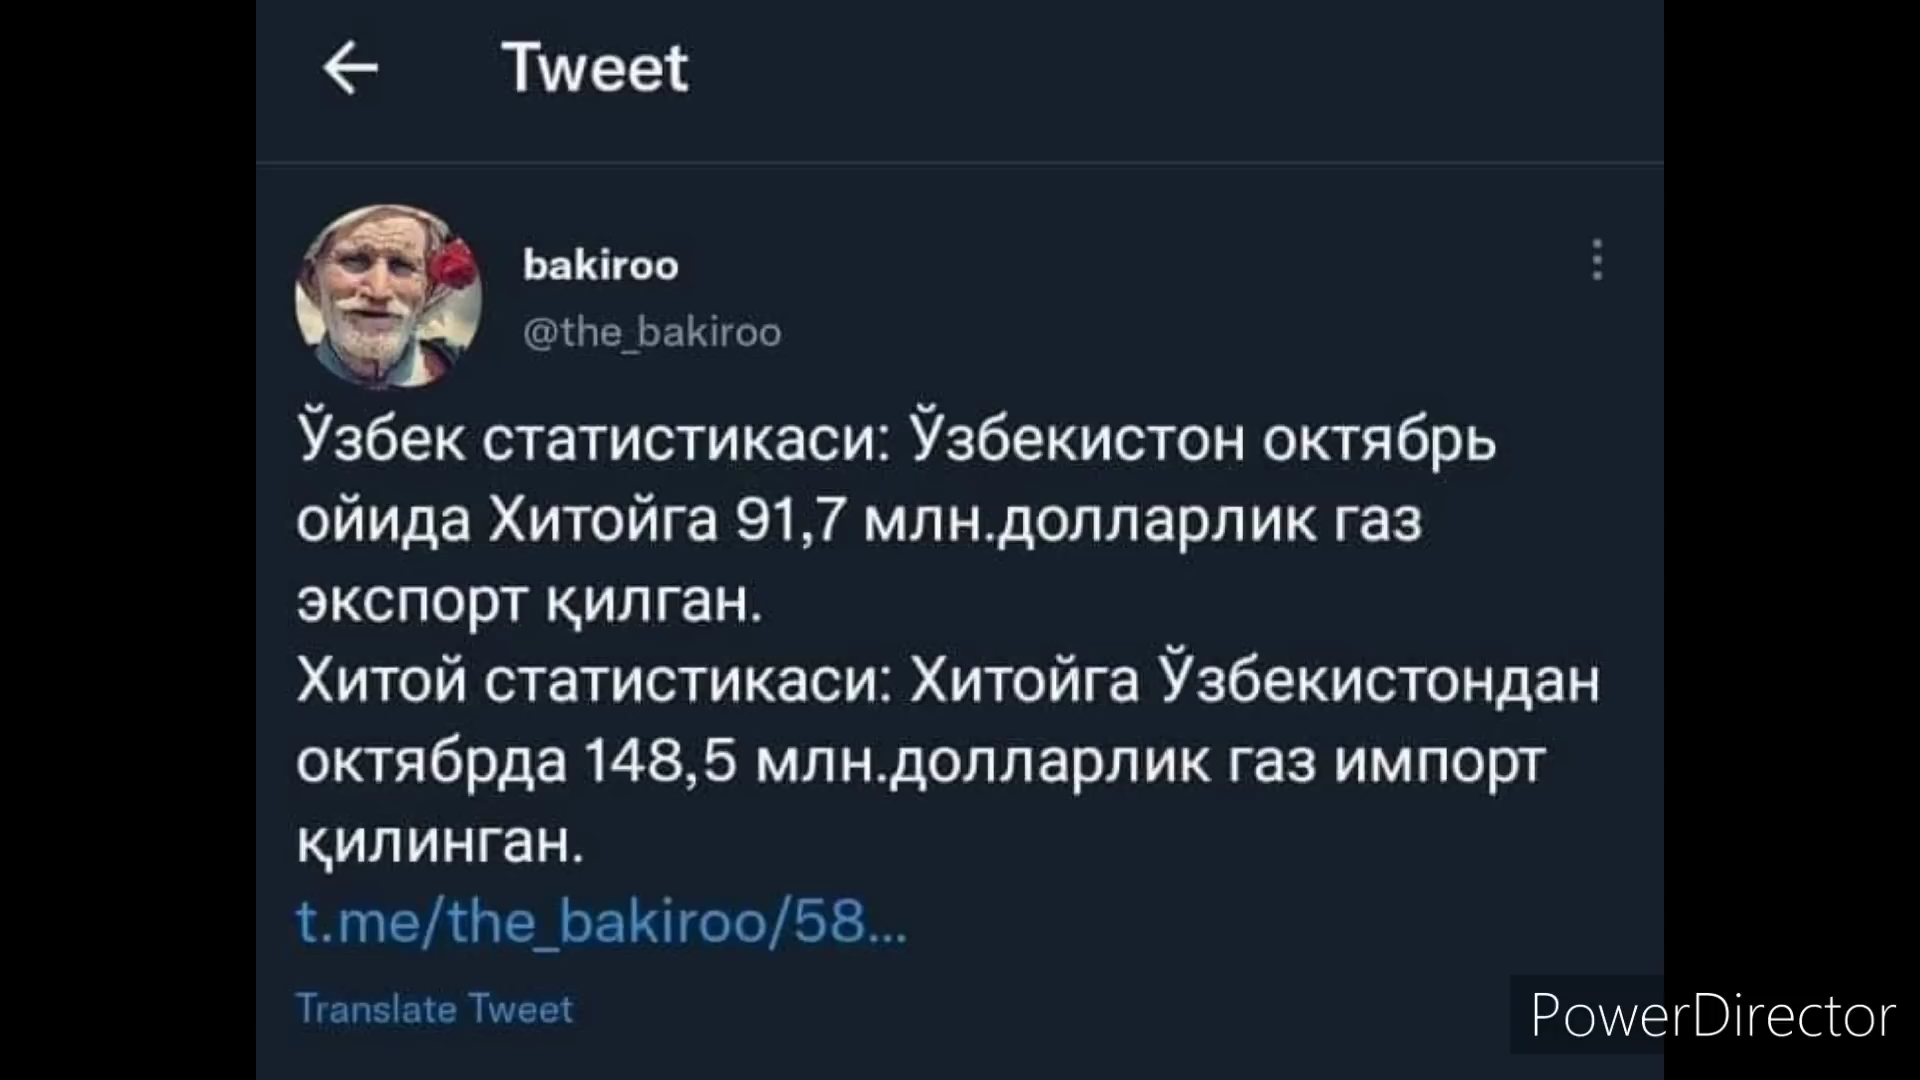 Tweet
bakiroo
@the_bakiroo
Ўзбек статистикаси: Ўзбекистон октябрь
ойида Хитойга 91,7 млн.долларлик газ
экспорт қилган.
Хитой статистикаси: Хитойга Ўзбекистондан
октябрда 148,5 млн.долларлик газ импорт
қилинган.
t.me/the_bakiroo/58...
Translate Tweet
PowerDirector